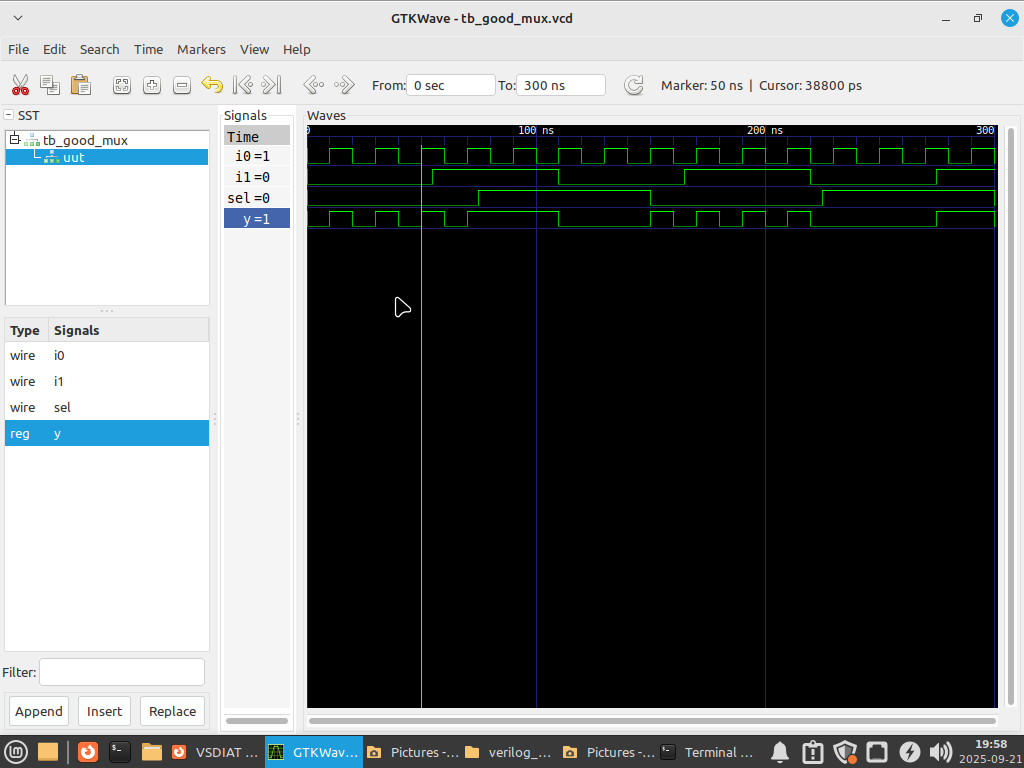 GTKWave - tb_good_mux.vcd
File Edit Search Time Markers View Help
From: 0 sec To: 300 ns Marker: 50 ns | Cursor: 38800 ps
SST
tb_good_mux
uut
Type Signals
wire i0
wire i1
wire sel
reg y
Filter:
Append Insert Replace
Signals
Time
i0=1
i1=0
sel=0
y=1
Waves
0 100 ns 200 ns 300
VSDIAT ... GTKWav... Pictures -... verilog_... Pictures -... Terminal ...
19:58
2025-09-21